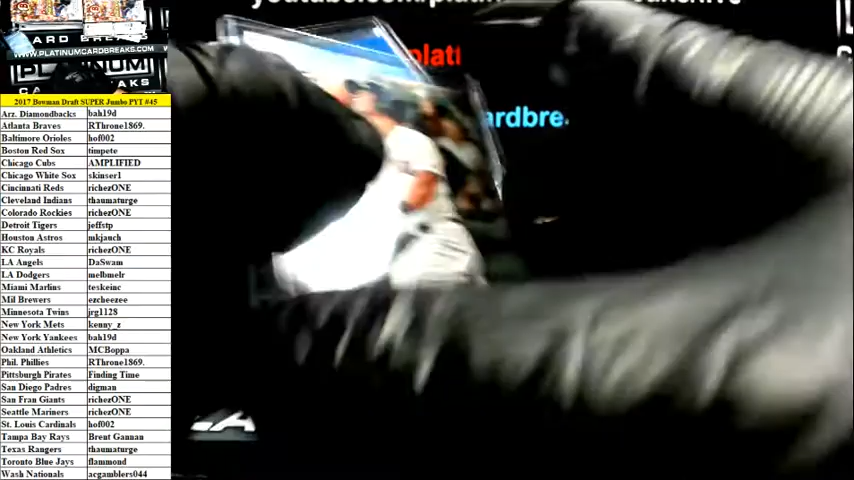 CARD BREAKS
WWW.PLATINUMCARDBREAKS.COM
PLATINUM
2017 Bowman Draft SUPER Jumbo PYT #45
Arz. Diamondbacks bah19d
Atlanta Braves RThrone1869.
Baltimore Orioles hof002
Boston Red Sox timpete
Chicago Cubs AMPLIFIED
Chicago White Sox skinser1
Cincinnati Reds richezONE
Cleveland Indians thaumaturge
Colorado Rockies richezONE
Detroit Tigers jeffstp
Houston Astros mkjauch
KC Royals richezONE
LA Angels DaSwam
LA Dodgers melbmelr
Miami Marlins teskeinc
Mil Brewers ezcheezee
Minnesota Twins jrg1128
New York Mets kenny_z
New York Yankees bah19d
Oakland Athletics MCBoppa
Phil. Phillies RThrone1869.
Pittsburgh Pirates Finding Time
San Diego Padres digman
San Fran Giants richezONE
Seattle Mariners richezONE
St. Louis Cardinals hof002
Tampa Bay Rays Brent Gannan
Texas Rangers thaumaturge
Toronto Blue Jays flammond
Wash Nationals acgamblers044
plati
ardbre